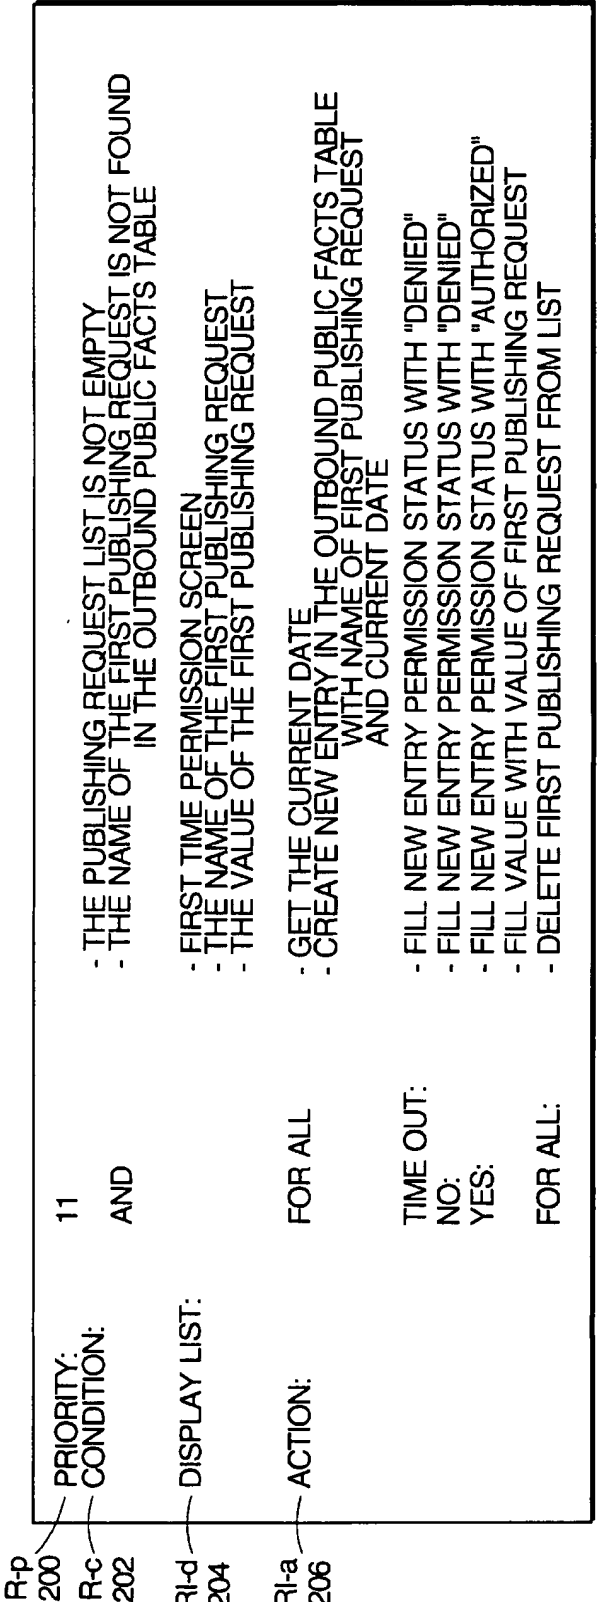 R-p
200
PRIORITY: 11
R-c
202
CONDITION: - THE PUBLISHING REQUEST LIST IS NOT EMPTY
AND - THE NAME OF THE FIRST PUBLISHING REQUEST IS NOT FOUND
IN THE OUTBOUND PUBLIC FACTS TABLE
RI-d
204
DISPLAY LIST: - FIRST TIME PERMISSION SCREEN
- THE NAME OF THE FIRST PUBLISHING REQUEST
- THE VALUE OF THE FIRST PUBLISHING REQUEST
RI-a
206
ACTION: FOR ALL - GET THE CURRENT DATE
- CREATE NEW ENTRY IN THE OUTBOUND PUBLIC FACTS TABLE
WITH NAME OF FIRST PUBLISHING REQUEST
AND CURRENT DATE
TIME OUT: - FILL NEW ENTRY PERMISSION STATUS WITH "DENIED"
NO: - FILL NEW ENTRY PERMISSION STATUS WITH "DENIED"
YES: - FILL NEW ENTRY PERMISSION STATUS WITH "AUTHORIZED"
- FILL VALUE WITH VALUE OF FIRST PUBLISHING REQUEST
FOR ALL: - DELETE FIRST PUBLISHING REQUEST FROM LIST